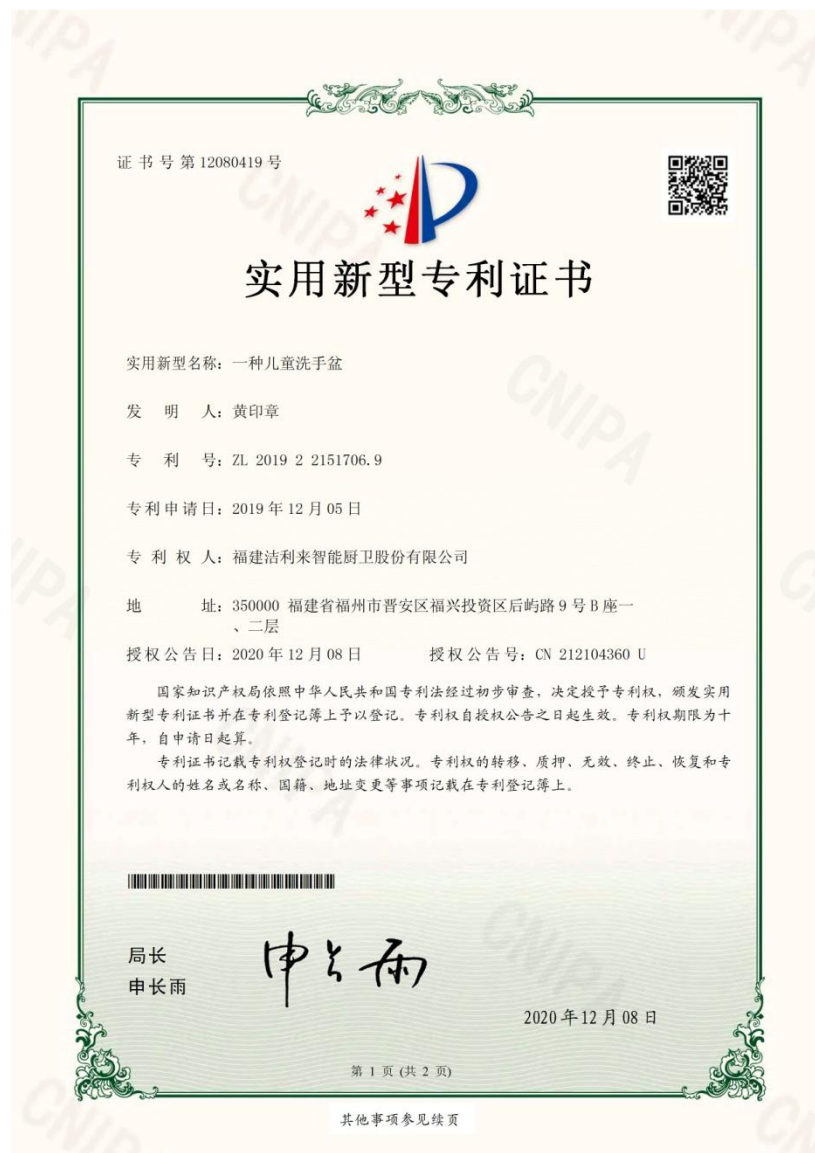 证书号第12080419号
实用新型专利证书
实用新型名称：一种儿童洗手盆
发 明 人：黄印章
专 利 号：ZL 2019 2 2151706.9
专利申请日：2019年12月05日
专 利 权 人：福建洁利来智能厨卫股份有限公司
地 址：350000 福建省福州市晋安区福兴投资区后屿路9号B座一
、二层
授权公告日：2020年12月08日 授权公告号：CN 212104360 U
国家知识产权局依照中华人民共和国专利法经过初步审查，决定授予专利权，颁发实用
新型专利证书并在专利登记簿上予以登记。专利权自授权公告之日起生效。专利权期限为十
年，自申请日起算。
专利证书记载专利权登记时的法律状况。专利权的转移、质押、无效、终止、恢复和专
利权人的姓名或名称、国籍、地址变更等事项记载在专利登记簿上。
局长
申长雨
申长雨
2020年12月08日
第 1 页 (共 2 页)
其他事项参见续页
CNIPA
CNIPA
CNIPA
CNIPA